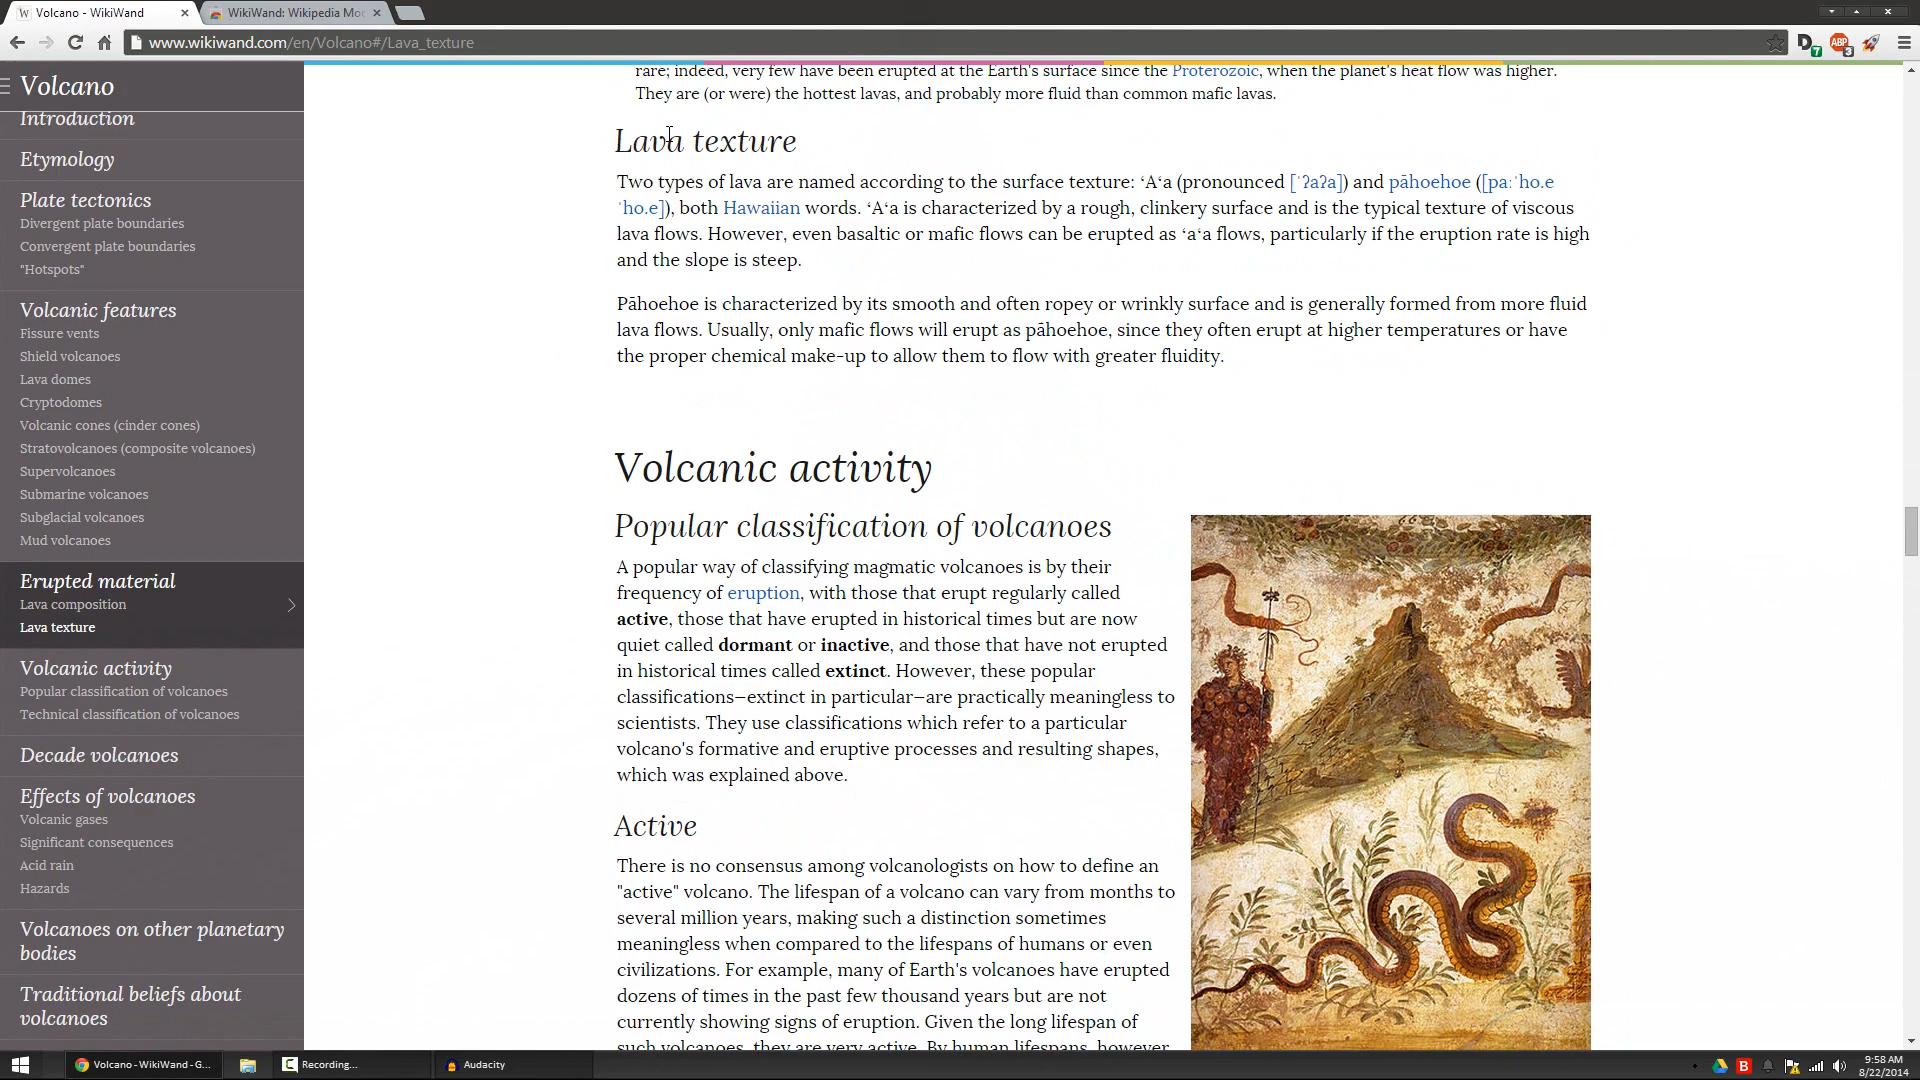 Volcano - WikiWand
WikiWand: Wikipedia Mo
www.wikiwand.com/en/Volcano#/Lava_texture
7
ABP
3
Volcano
Introduction
Etymology
Plate tectonics
Divergent plate boundaries
Convergent plate boundaries
"Hotspots"
Volcanic features
Fissure vents
Shield volcanoes
Lava domes
Cryptodomes
Volcanic cones (cinder cones)
Stratovolcanoes (composite volcanoes)
Supervolcanoes
Submarine volcanoes
Subglacial volcanoes
Mud volcanoes
Erupted material
Lava composition
Lava texture
Volcanic activity
Popular classification of volcanoes
Technical classification of volcanoes
Decade volcanoes
Effects of volcanoes
Volcanic gases
Significant consequences
Acid rain
Hazards
Volcanoes on other planetary
bodies
Traditional beliefs about
volcanoes
rare; indeed, very few have been erupted at the Earth's surface since the Proterozoic, when the planet's heat flow was higher.
They are (or were) the hottest lavas, and probably more fluid than common mafic lavas.
Lava texture
Two types of lava are named according to the surface texture: ʻAʻa (pronounced [ˈʔaʔa]) and pāhoehoe ([paːˈho.e
ˈho.e]), both Hawaiian words. ʻAʻa is characterized by a rough, clinkery surface and is the typical texture of viscous
lava flows. However, even basaltic or mafic flows can be erupted as ʻaʻa flows, particularly if the eruption rate is high
and the slope is steep.
Pāhoehoe is characterized by its smooth and often ropey or wrinkly surface and is generally formed from more fluid
lava flows. Usually, only mafic flows will erupt as pāhoehoe, since they often erupt at higher temperatures or have
the proper chemical make-up to allow them to flow with greater fluidity.
Volcanic activity
Popular classification of volcanoes
A popular way of classifying magmatic volcanoes is by their
frequency of eruption, with those that erupt regularly called
active, those that have erupted in historical times but are now
quiet called dormant or inactive, and those that have not erupted
in historical times called extinct. However, these popular
classifications—extinct in particular—are practically meaningless to
scientists. They use classifications which refer to a particular
volcano's formative and eruptive processes and resulting shapes,
which was explained above.
Active
There is no consensus among volcanologists on how to define an
"active" volcano. The lifespan of a volcano can vary from months to
several million years, making such a distinction sometimes
meaningless when compared to the lifespans of humans or even
civilizations. For example, many of Earth's volcanoes have erupted
dozens of times in the past few thousand years but are not
currently showing signs of eruption. Given the long lifespan of
such volcanoes, they are very active. By human lifespans, however
Volcano - WikiWand - G...
Recording...
Audacity
9:58 AM
8/22/2014